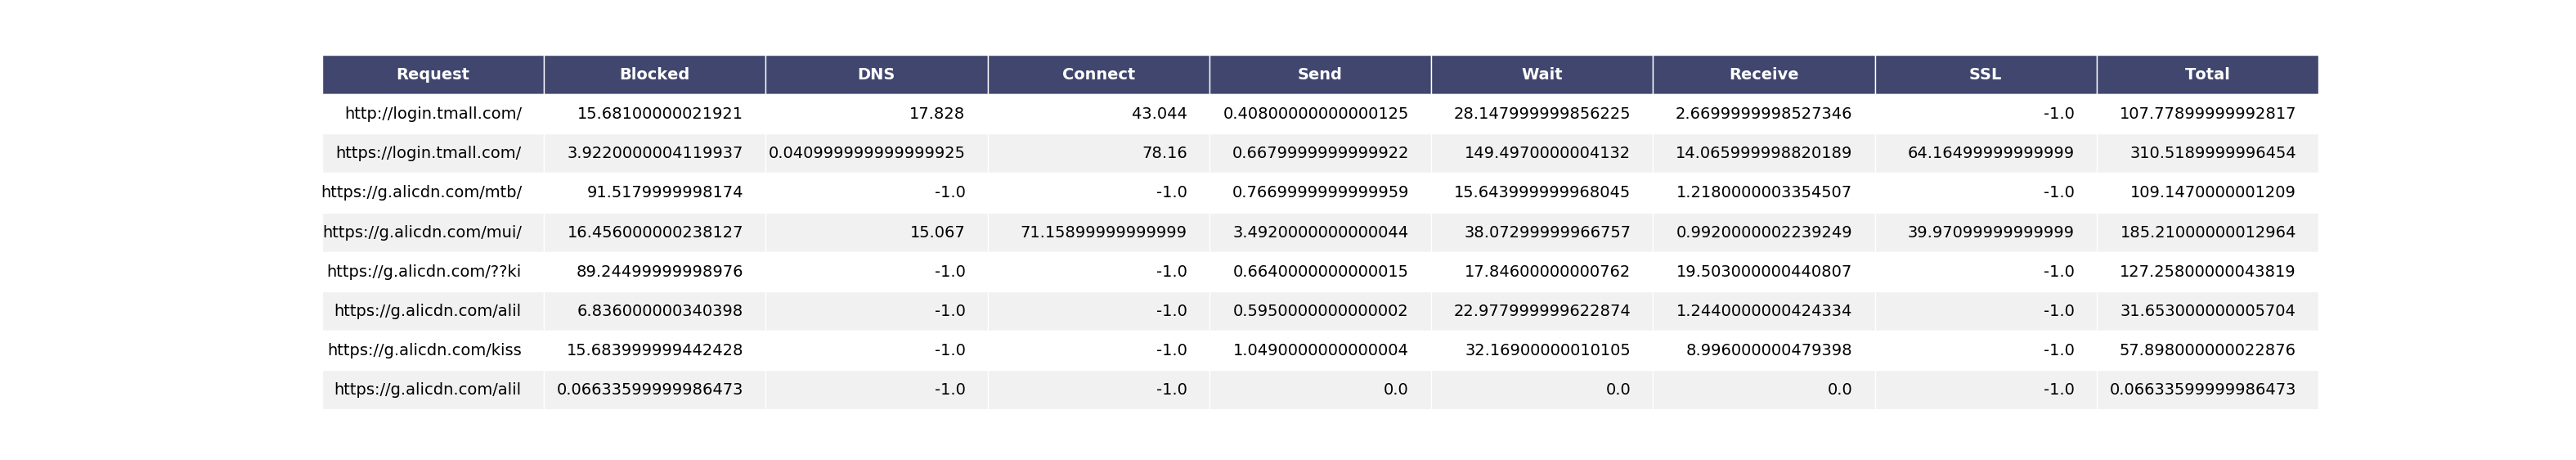 Request Blocked DNS Connect Send Wait Receive SSL Total
http://login.tmall.com/ 15.68100000021921 17.828 43.044 0.40800000000000125 28.147999999856225 2.6699999998527346 -1.0 107.77899999992817
https://login.tmall.com/ 3.9220000004119937 0.040999999999999925 78.16 0.6679999999999922 149.4970000004132 14.065999998820189 64.16499999999999 310.5189999996454
https://g.alicdn.com/mtb/ 91.5179999998174 -1.0 -1.0 0.7669999999999959 15.643999999968045 1.2180000003354507 -1.0 109.1470000001209
https://g.alicdn.com/mui/ 16.456000000238127 15.067 71.15899999999999 3.4920000000000044 38.07299999966757 0.9920000002239249 39.97099999999999 185.21000000012964
https://g.alicdn.com/??ki 89.24499999998976 -1.0 -1.0 0.6640000000000015 17.84600000000762 19.503000000440807 -1.0 127.25800000043819
https://g.alicdn.com/alil 6.836000000340398 -1.0 -1.0 0.5950000000000002 22.977999999622874 1.2440000000424334 -1.0 31.653000000005704
https://g.alicdn.com/kiss 15.683999999442428 -1.0 -1.0 1.0490000000000004 32.16900000010105 8.996000000479398 -1.0 57.898000000022876
https://g.alicdn.com/alil 0.06633599999986473 -1.0 -1.0 0.0 0.0 0.0 -1.0 0.06633599999986473